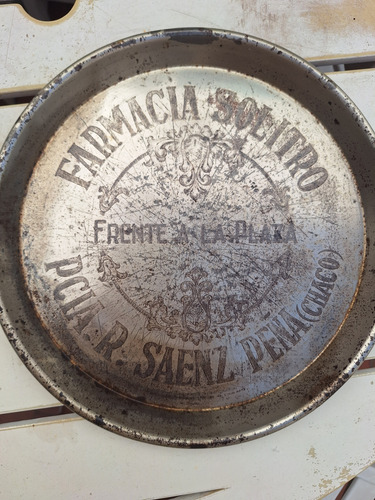 FARMACIA SOLITRO
FRENTE A LA PLAZA
PCIA R. SAENZ PEÑA (CHACO)